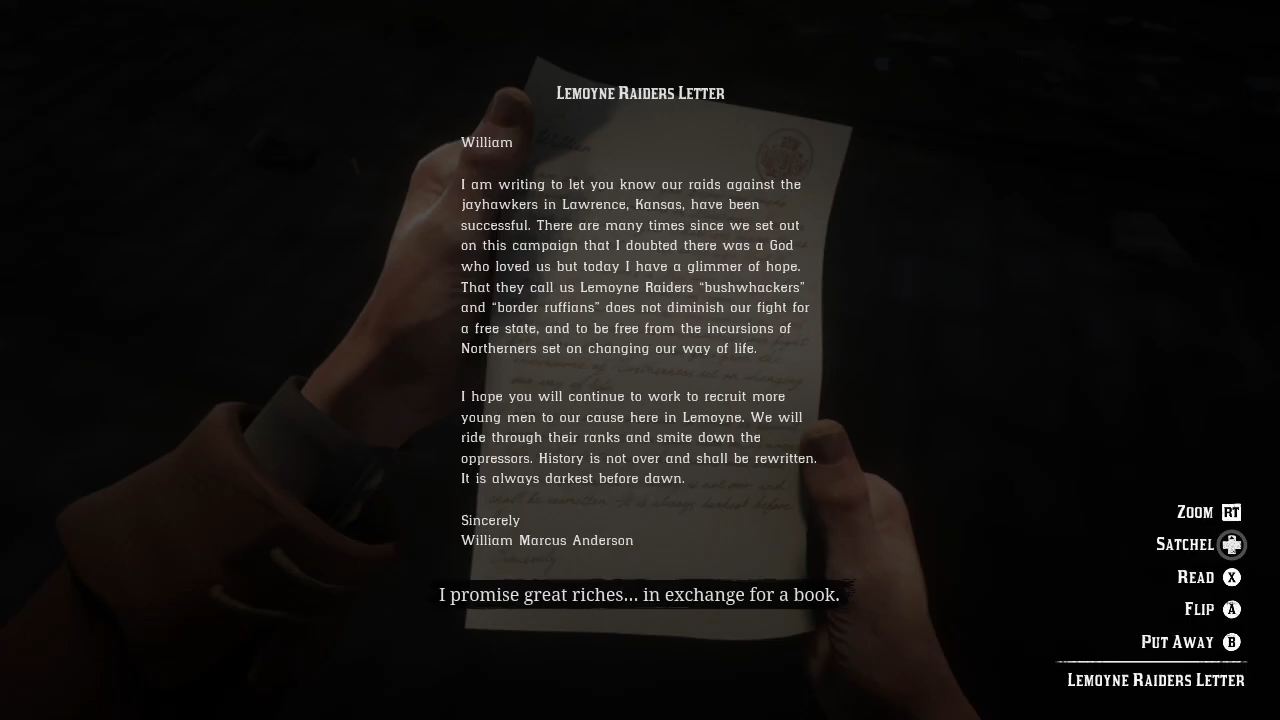 Lemoyne Raiders Letter
William
I am writing to let you know our raids against the
jayhawkers in Lawrence, Kansas, have been
successful. There are many times since we set out
on this campaign that I doubted there was a God
who loved us but today I have a glimmer of hope.
That they call us Lemoyne Raiders “bushwhackers”
and “border ruffians” does not diminish our fight for
a free state, and to be free from the incursions of
Northerners set on changing our way of life.
I hope you will continue to work to recruit more
young men to our cause here in Lemoyne. We will
ride through their ranks and smite down the
oppressors. History is not over and shall be rewritten.
It is always darkest before dawn.
Sincerely
William Marcus Anderson
I promise great riches... in exchange for a book.
Zoom RT
Satchel
Read X
Flip A
Put Away B
Lemoyne Raiders Letter